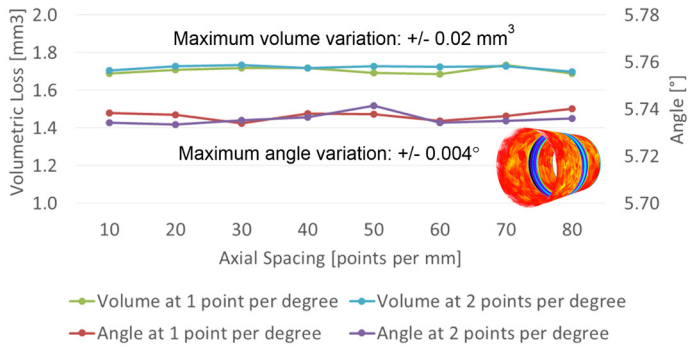 2.0
1.8
1.6
1.4
1.2
1.0
Volumetric Loss [mm3]
Maximum volume variation: +/- 0.02 mm³
Maximum angle variation: +/- 0.004°
5.78
5.76
5.74
5.72
5.70
Angle [°]
10 20 30 40 50 60 70 80
Axial Spacing [points per mm]
Volume at 1 point per degree
Volume at 2 points per degree
Angle at 1 point per degree
Angle at 2 points per degree